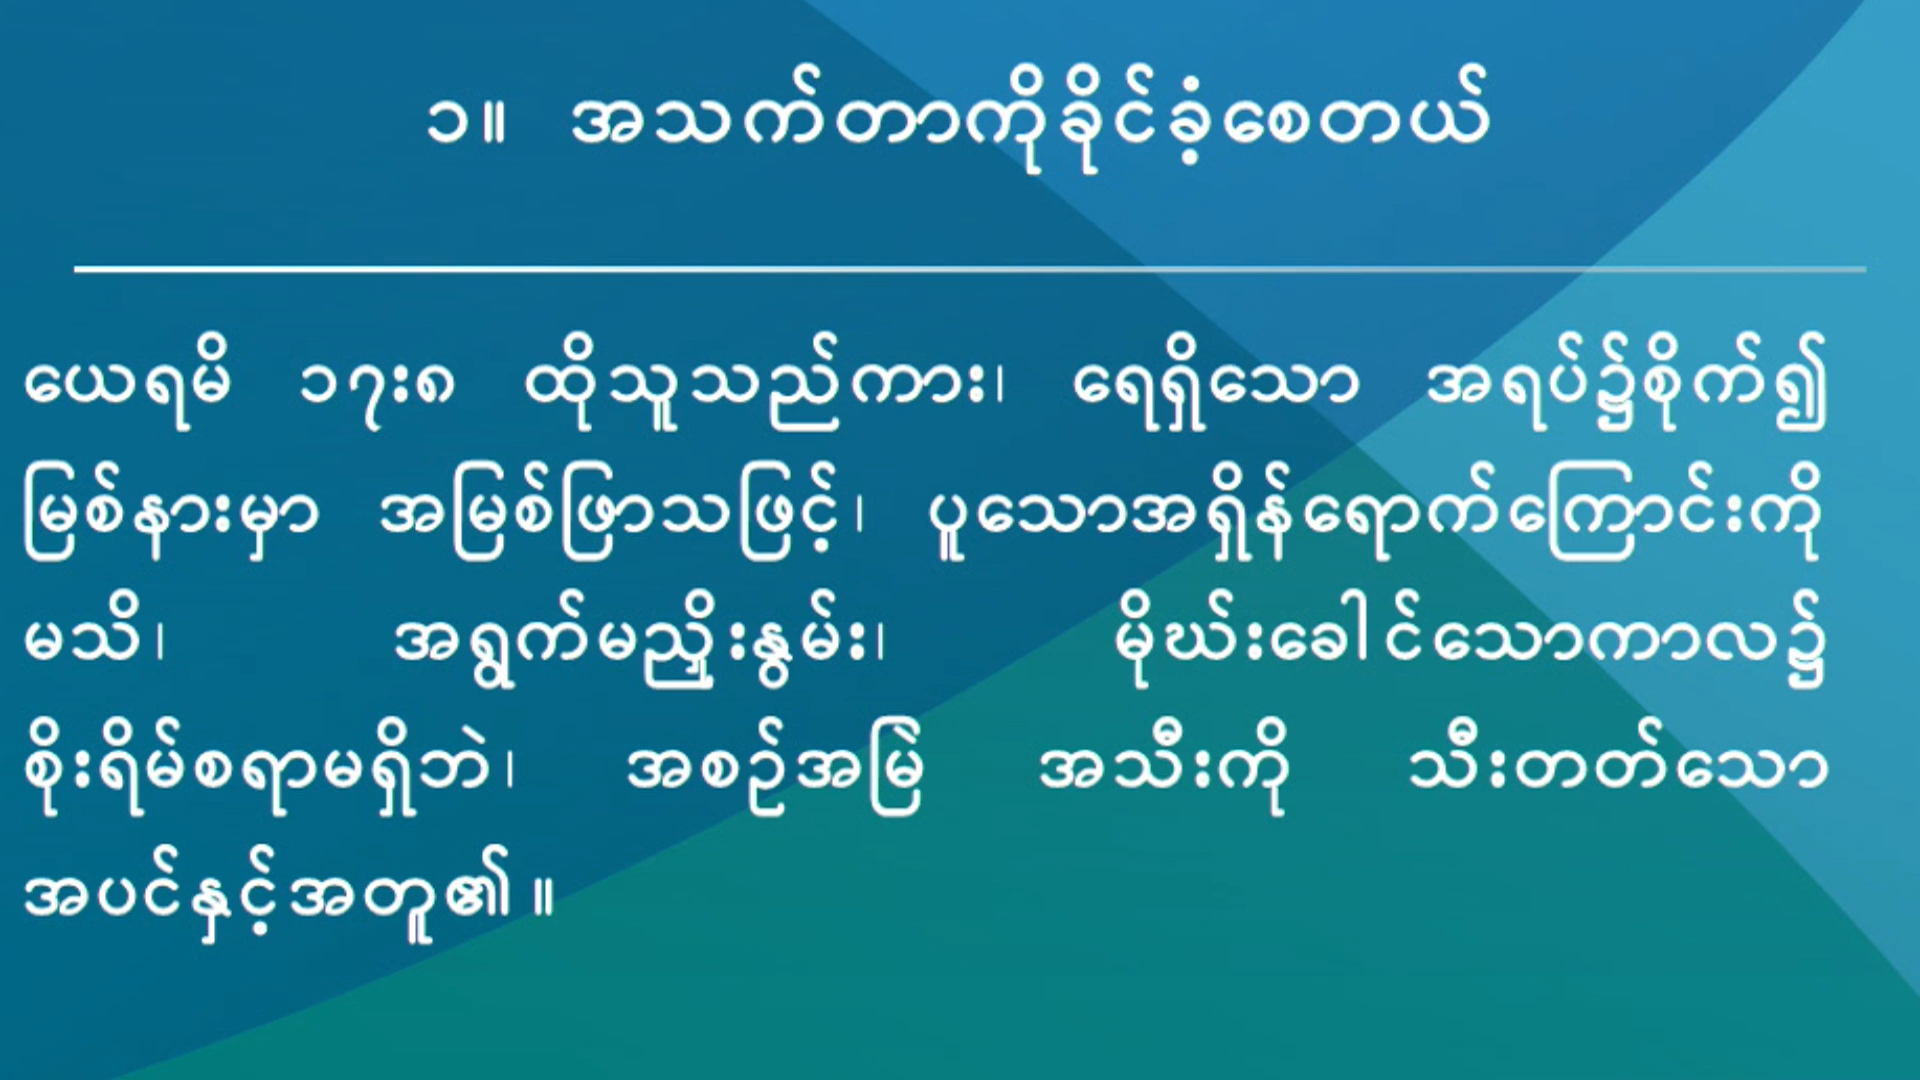 ၁။ အသက်တာကိုခိုင်ခံ့စေတယ်
ယေရမိ ၁၇း၈ ထိုသူသည်ကား၊ ရေရှိသော အရပ်၌စိုက်၍
မြစ်နားမှာ အမြစ်ဖြာသဖြင့်၊ ပူသောအရှိန်ရောက်ကြောင်းကို
မသိ၊ အရွက်မညှိုးနွမ်း၊ မိုဃ်းခေါင်သောကာလ၌
စိုးရိမ်စရာမရှိဘဲ၊ အစဉ်အမြဲ အသီးကို သီးတတ်သော
အပင်နှင့်အတူ၏။